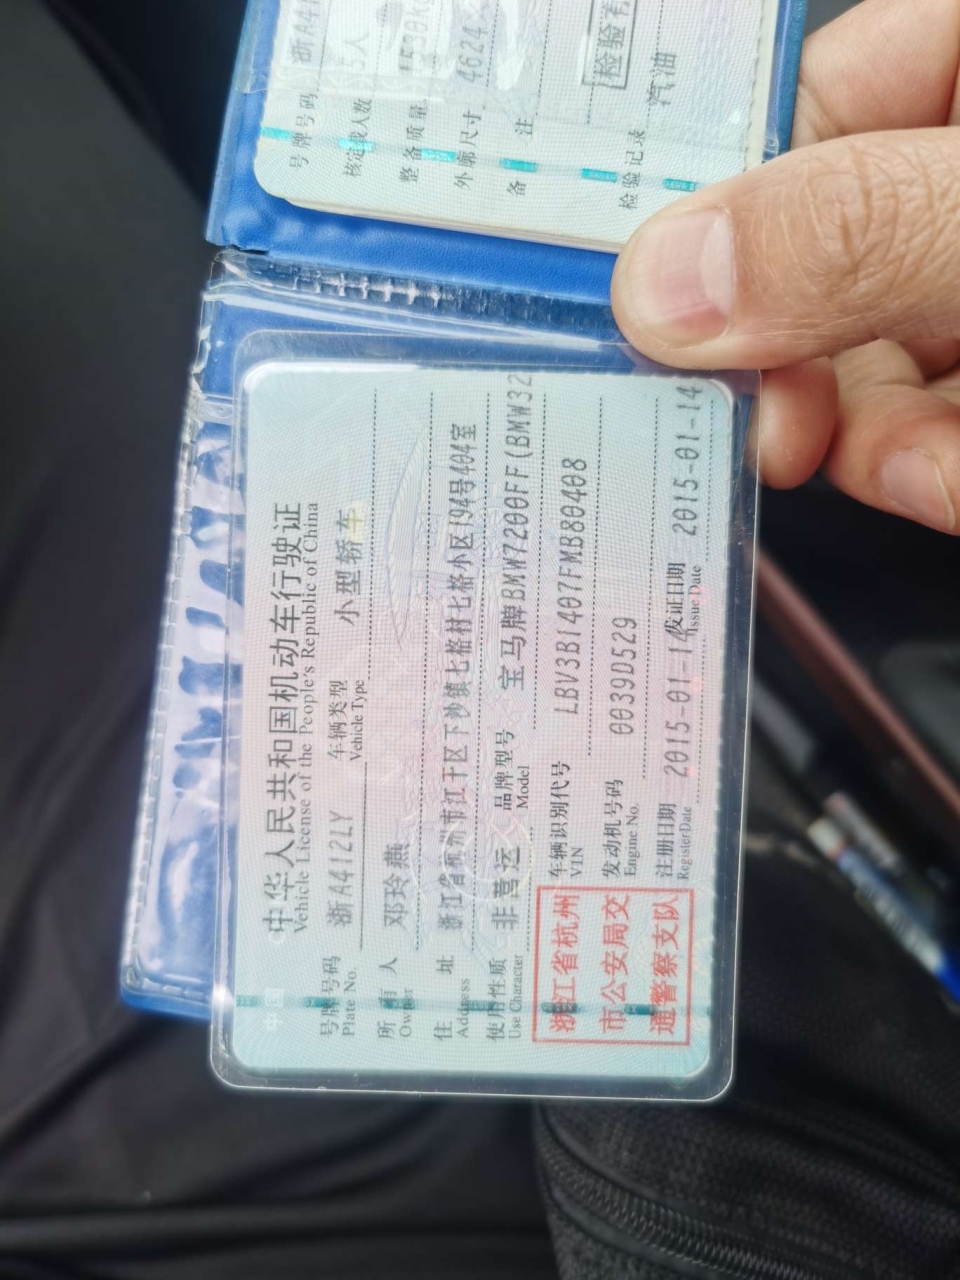 号牌号码 浙A41
核定载人数 5人
整备质量
外廓尺寸 4624
备 注
检验记录 汽油
检验有
中华人民共和国机动车行驶证
Vehicle License of the People's Republic of China
号牌号码 浙A412LY 车辆类型 小型轿车
Plate No. Vehicle Type
所有人 邓玲燕
Owner
住 址 浙江省杭州市江干区下沙镇七格村七格小区194号404室
Address
使用性质 非营运 品牌型号 宝马牌BMW7200FF(BMW32
Use Character Model
浙江省杭州
市公安局交
通警察支队
车辆识别代号 LBV3B1407FMB80408
VIN
发动机号码 0039D529
Engine No.
注册日期 2015-01-14 发证日期 2015-01-14
Register Date Issue Date